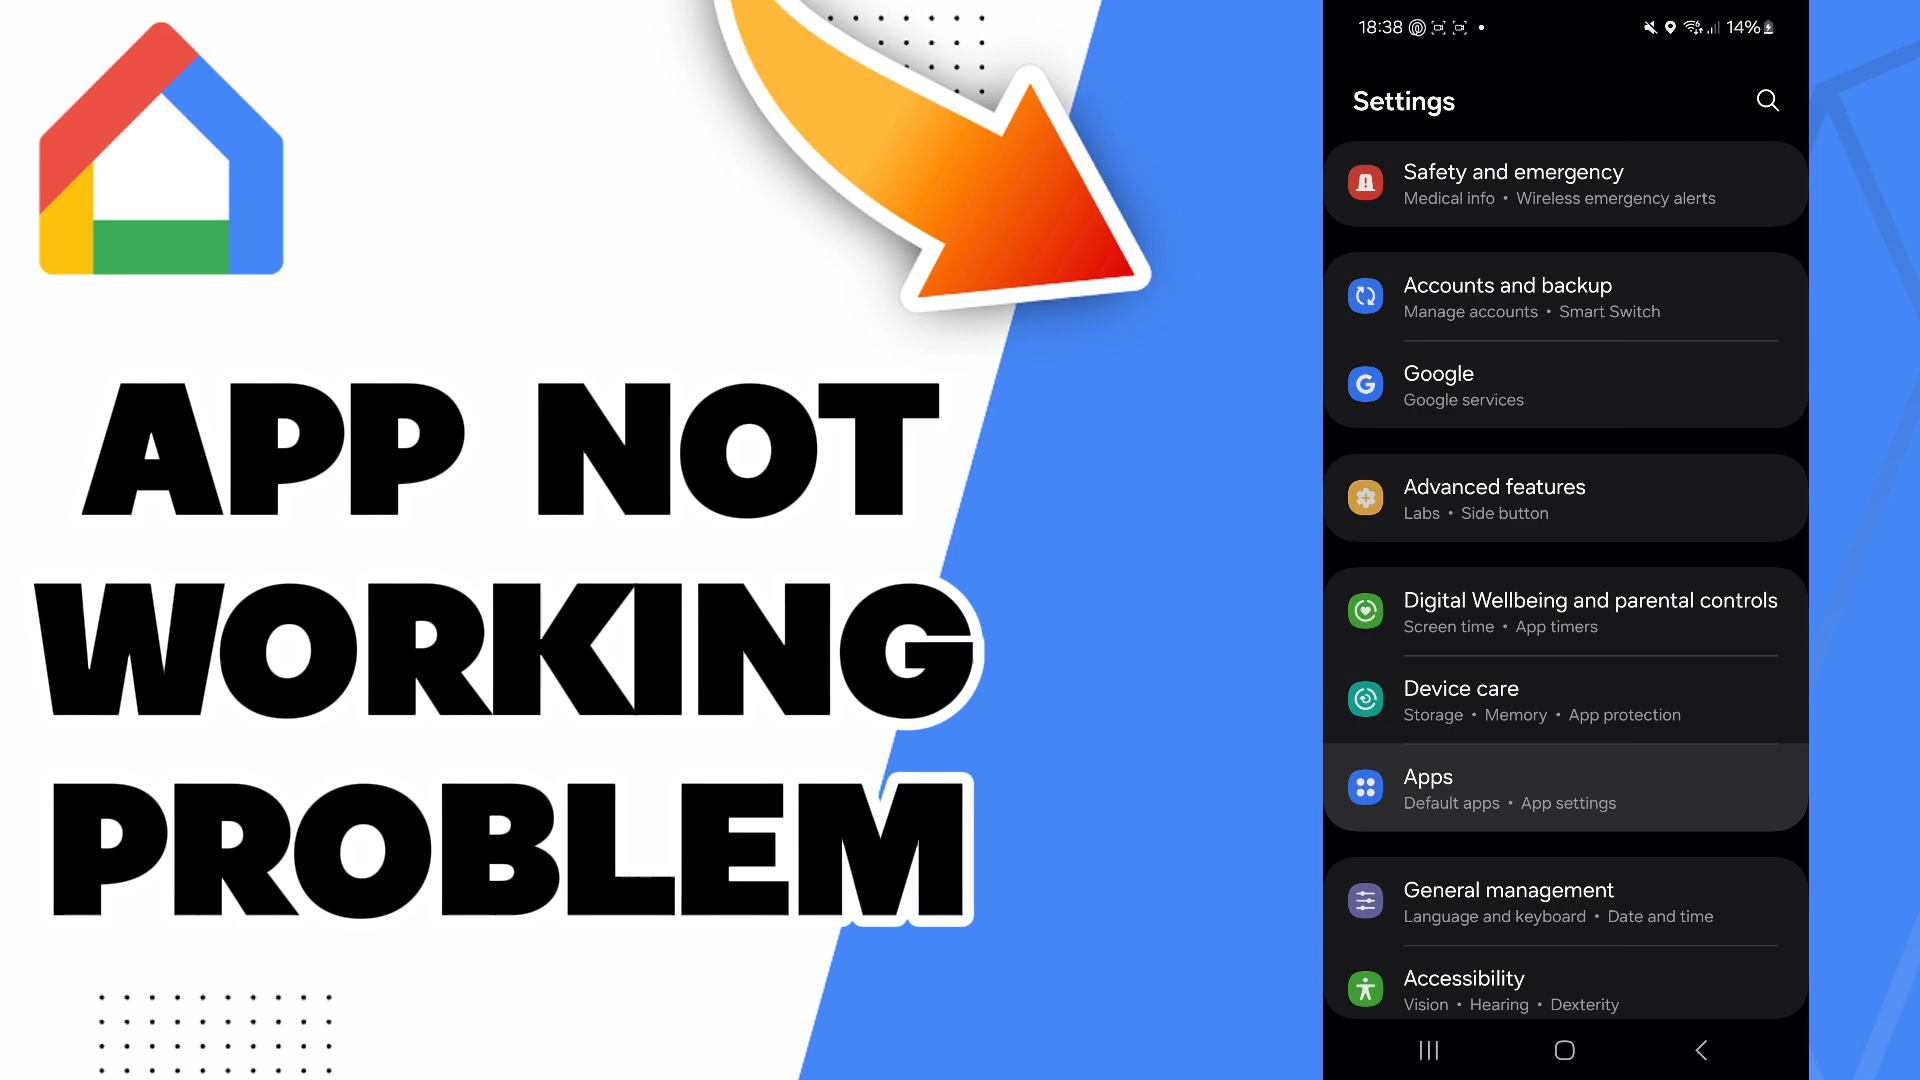 APP NOT
WORKING
PROBLEM
18:38
14%
Settings
Safety and emergency
Medical info • Wireless emergency alerts
Accounts and backup
Manage accounts • Smart Switch
Google
Google services
Advanced features
Labs • Side button
Digital Wellbeing and parental controls
Screen time • App timers
Device care
Storage • Memory • App protection
Apps
Default apps • App settings
General management
Language and keyboard • Date and time
Accessibility
Vision • Hearing • Dexterity